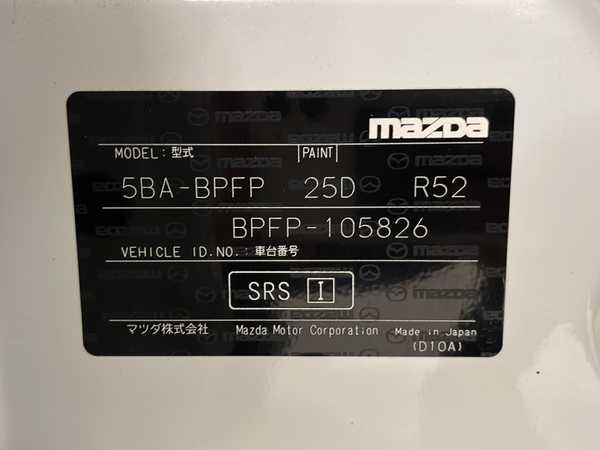 mazda
MODEL : 型式 PAINT
5BA-BPFP 25D R52
BPFP-105826
VEHICLE ID.NO. : 車台番号
SRS I
マツダ株式会社 Mazda Motor Corporation Made in Japan
(D10A)